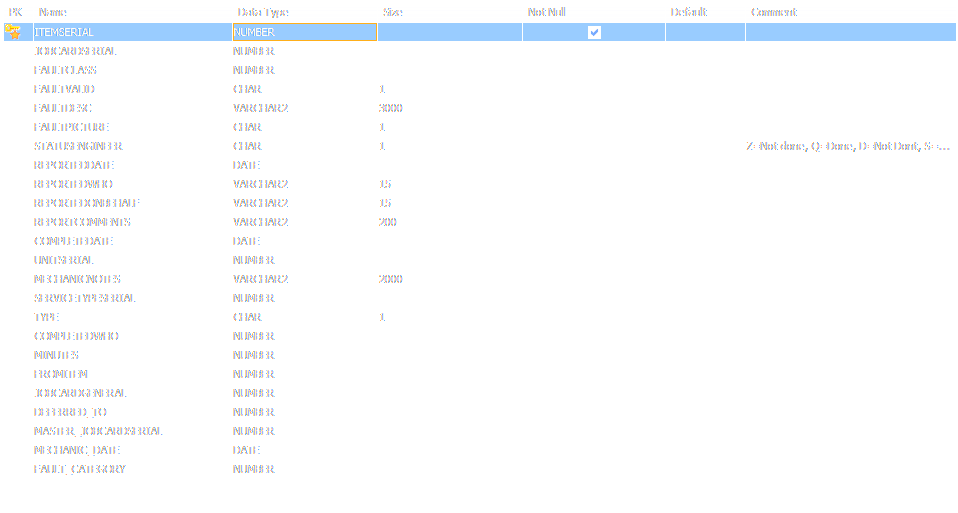 PK Name Data Type Size Not Null Default Comment
ITEMSERIAL NUMBER
JOBCARDSERIAL NUMBER
FAULTCLASS NUMBER
FAULTVALID CHAR 1
FAULTDESC VARCHAR2 3000
FAULTPICTURE CHAR 1
STATUSENGINEER CHAR 1 Z=Not done, Q=Done, D=Not Dont, S=...
REPORTEDDATE DATE
REPORTEDWHO VARCHAR2 15
REPORTEDONBEHALF VARCHAR2 15
REPORTCOMMENTS VARCHAR2 200
COMPLETEDATE DATE
UNITSERIAL NUMBER
MECHANICNOTES VARCHAR2 2000
SERVICETYPESERIAL NUMBER
TYPE CHAR 1
COMPLETEDWHO NUMBER
MINUTES NUMBER
FROMITEM NUMBER
JOBCARDGENERAL NUMBER
DEFERRED_TO NUMBER
MASTER_JOBCARDSERIAL NUMBER
MECHANIC_DATE DATE
FAULT_CATEGORY NUMBER